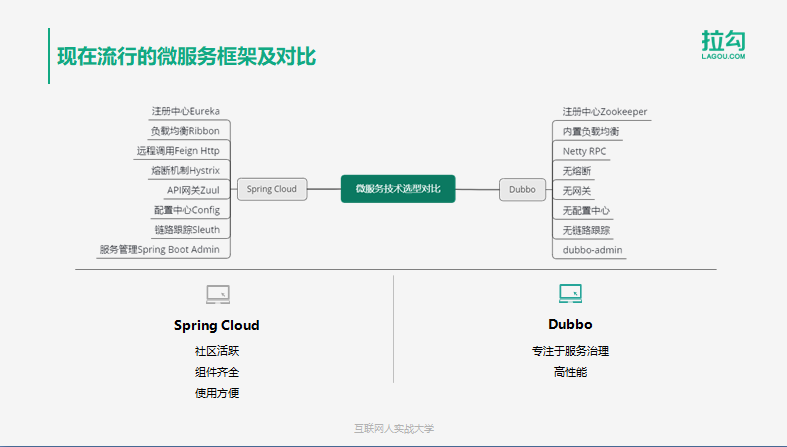 现在流行的微服务框架及对比
拉勾
LAGOU.COM
注册中心Eureka
负载均衡Ribbon
远程调用Feign Http
熔断机制Hystrix
API网关Zuul
配置中心Config
链路跟踪Sleuth
服务管理Spring Boot Admin
Spring Cloud
微服务技术选型对比
Dubbo
注册中心Zookeeper
内置负载均衡
Netty RPC
无熔断
无网关
无配置中心
无链路跟踪
dubbo-admin
Spring Cloud
社区活跃
组件齐全
使用方便
Dubbo
专注于服务治理
高性能
互联网人实战大学